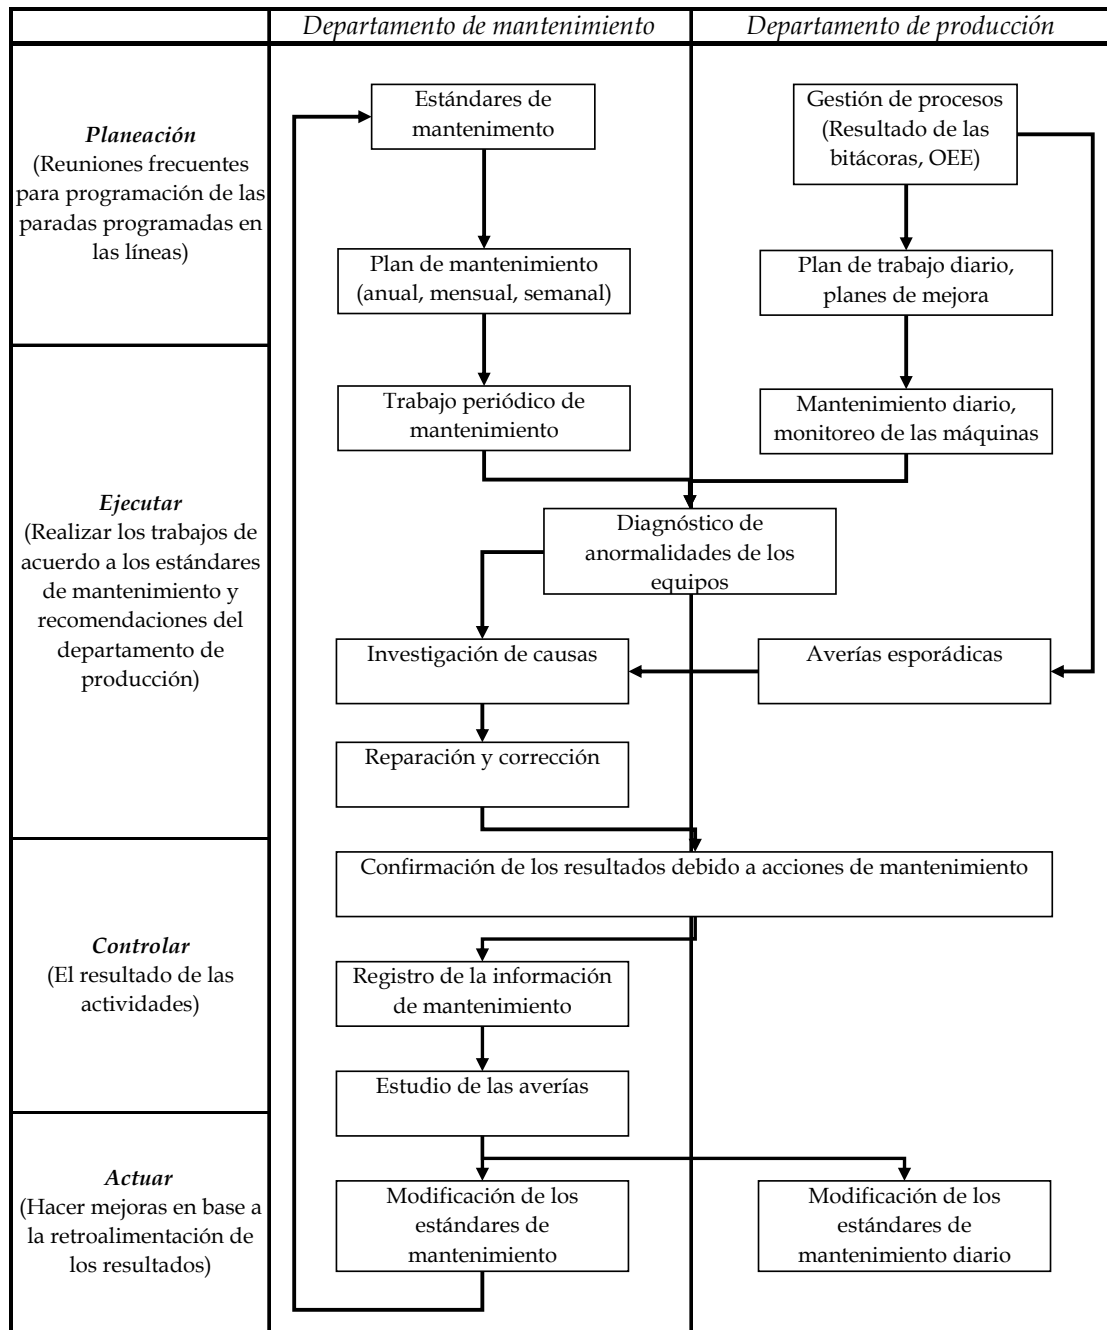 Departamento de mantenimiento
Departamento de producción
Planeación
(Reuniones frecuentes
para programación de las
paradas programadas en
las líneas)
Estándares de
mantenimento
Gestión de procesos
(Resultado de las
bitácoras, OEE)
Plan de mantenimiento
(anual, mensual, semanal)
Plan de trabajo diario,
planes de mejora
Ejecutar
(Realizar los trabajos de
acuerdo a los estándares
de mantenimiento y
recomendaciones del
departamento de
producción)
Trabajo periódico de
mantenimiento
Mantenimiento diario,
monitoreo de las máquinas
Diagnóstico de
anormalidades de los
equipos
Investigación de causas
Averías esporádicas
Reparación y corrección
Controlar
(El resultado de las
actividades)
Confirmación de los resultados debido a acciones de mantenimiento
Registro de la información
de mantenimiento
Estudio de las averías
Actuar
(Hacer mejoras en base a
la retroalimentación de
los resultados)
Modificación de los
estándares de
mantenimiento
Modificación de los
estándares de
mantenimiento diario